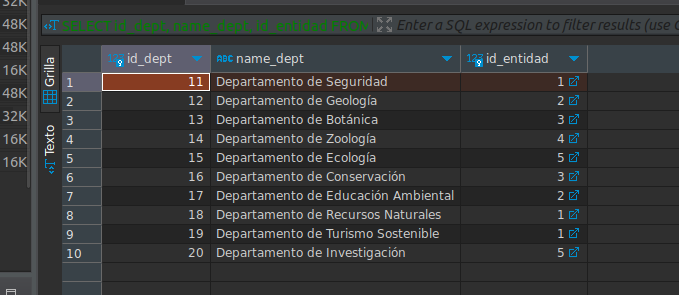 32K
48K
48K
16K
48K
32K
16K
16K
SELECT id_dept, name_dept, id_entidad FROM
Enter a SQL expression to filter results (use C
Grilla
Texto
123 id_dept ABC name_dept 123 id_entidad
1 11 Departamento de Seguridad 1
2 12 Departamento de Geología 2
3 13 Departamento de Botánica 3
4 14 Departamento de Zoología 4
5 15 Departamento de Ecología 5
6 16 Departamento de Conservación 3
7 17 Departamento de Educación Ambiental 2
8 18 Departamento de Recursos Naturales 1
9 19 Departamento de Turismo Sostenible 1
10 20 Departamento de Investigación 5